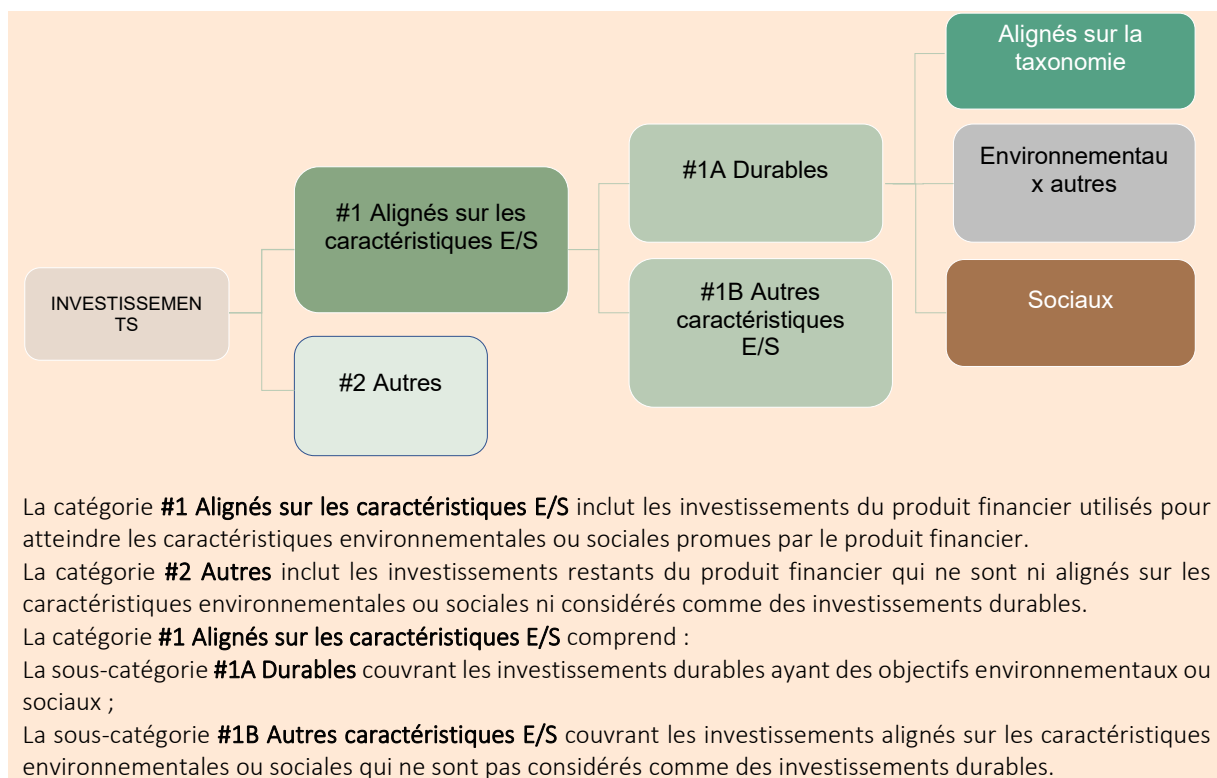 Alignés sur la
taxonomie
#1A Durables
Environnementau
x autres
#1 Alignés sur les
caractéristiques E/S
#1B Autres
caractéristiques
E/S
Sociaux
INVESTISSEMEN
TS
#2 Autres
La catégorie #1 Alignés sur les caractéristiques E/S inclut les investissements du produit financier utilisés pour
atteindre les caractéristiques environnementales ou sociales promues par le produit financier.
La catégorie #2 Autres inclut les investissements restants du produit financier qui ne sont ni alignés sur les
caractéristiques environnementales ou sociales ni considérés comme des investissements durables.
La catégorie #1 Alignés sur les caractéristiques E/S comprend :
La sous-catégorie #1A Durables couvrant les investissements durables ayant des objectifs environnementaux ou
sociaux ;
La sous-catégorie #1B Autres caractéristiques E/S couvrant les investissements alignés sur les caractéristiques
environnementales ou sociales qui ne sont pas considérés comme des investissements durables.